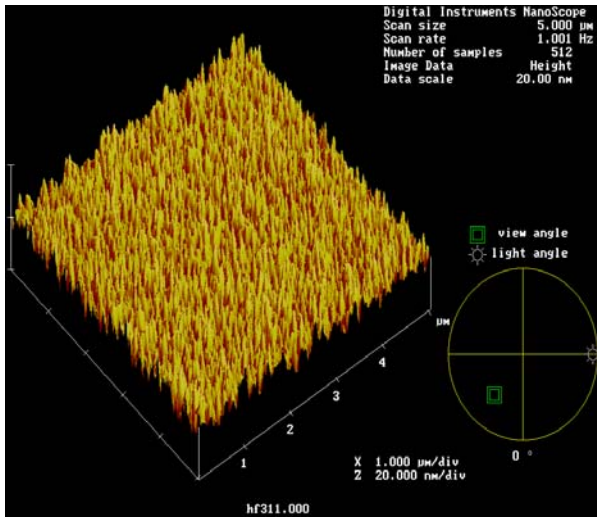 Digital Instruments NanoScope
Scan size 5.000 µm
Scan rate 1.001 Hz
Number of samples 512
Image Data Height
Data scale 20.00 nm
view angle
light angle
µM
4
3
2
1
X 1.000 µm/div
Z 20.000 nm/div
0 °
hf311.000